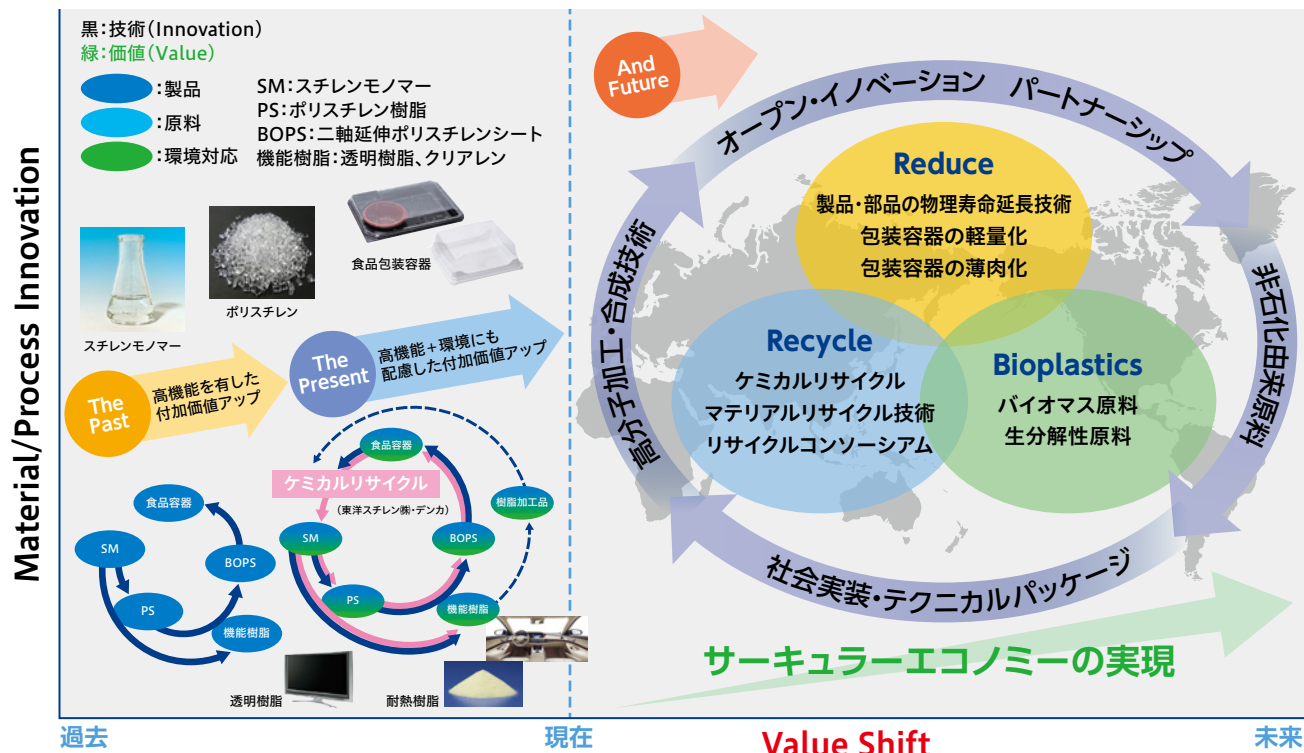 Material/Process Innovation
黒：技術（Innovation）
緑：価値（Value）
：製品
：原料
：環境対応
SM：スチレンモノマー
PS：ポリスチレン樹脂
BOPS：二軸延伸ポリスチレンシート
機能樹脂：透明樹脂、クリアレン
スチレンモノマー
ポリスチレン
食品包装容器
The
Past
高機能を有した
付加価値アップ
The
Present
高機能＋環境にも
配慮した付加価値アップ
食品容器
SM
BOPS
PS
機能樹脂
食品容器
ケミカルリサイクル
（東洋スチレン㈱・デンカ）
樹脂加工品
SM
BOPS
PS
機能樹脂
透明樹脂
耐熱樹脂
And
Future
オープン・イノベーション パートナーシップ
高分子加工・合成技術
非石化由来原料
社会実装・テクニカルパッケージ
Reduce
製品・部品の物理寿命延長技術
包装容器の軽量化
包装容器の薄肉化
Recycle
ケミカルリサイクル
マテリアルリサイクル技術
リサイクルコンソーシアム
Bioplastics
バイオマス原料
生分解性原料
サーキュラーエコノミーの実現
過去
現在
Value Shift
未来